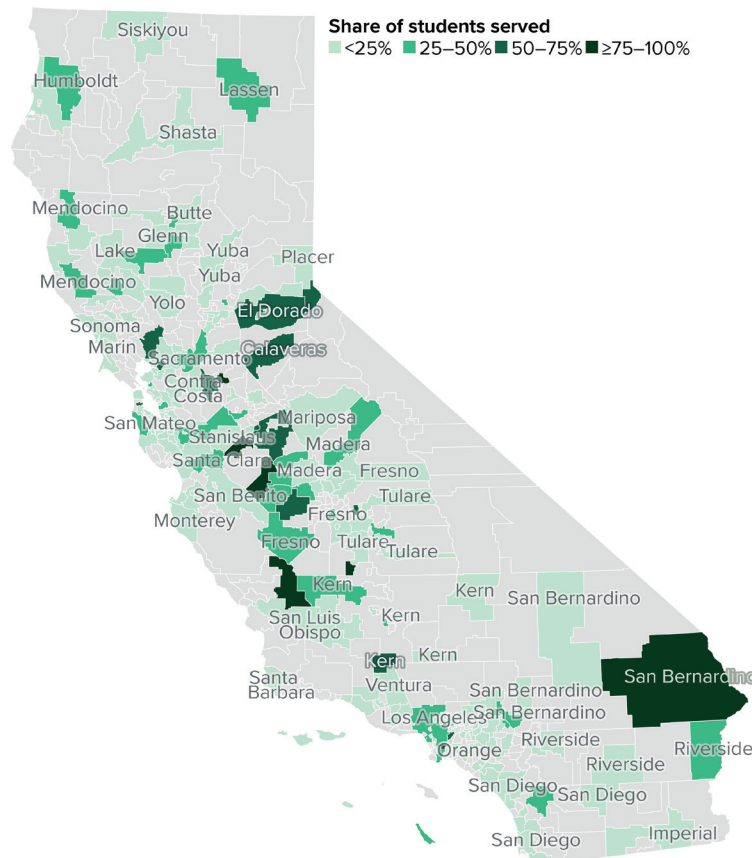 Share of students served
<25% 25–50% 50–75% ≥75–100%
Siskiyou
Humboldt
Lassen
Shasta
Mendocino
Butte
Glenn
Lake
Yuba
Placer
Mendocino
Yuba
Yolo
El Dorado
Sonoma
Marin
Sacramento
Calaveras
Contra
Costa
San Mateo
Stanislaus
Mariposa
Madera
Santa Clara
Madera
Fresno
San Benito
Tulare
Monterey
Fresno
Fresno
Tulare
Tulare
Kern
Kern
San Bernardino
San Luis
Obispo
Kern
Kern
Kern
San Bernardino
Santa
Barbara
Ventura
San Bernardino
Los Angeles
San Bernardino
Orange
Riverside
Riverside
Riverside
San Diego
San Diego
San Diego
Imperial